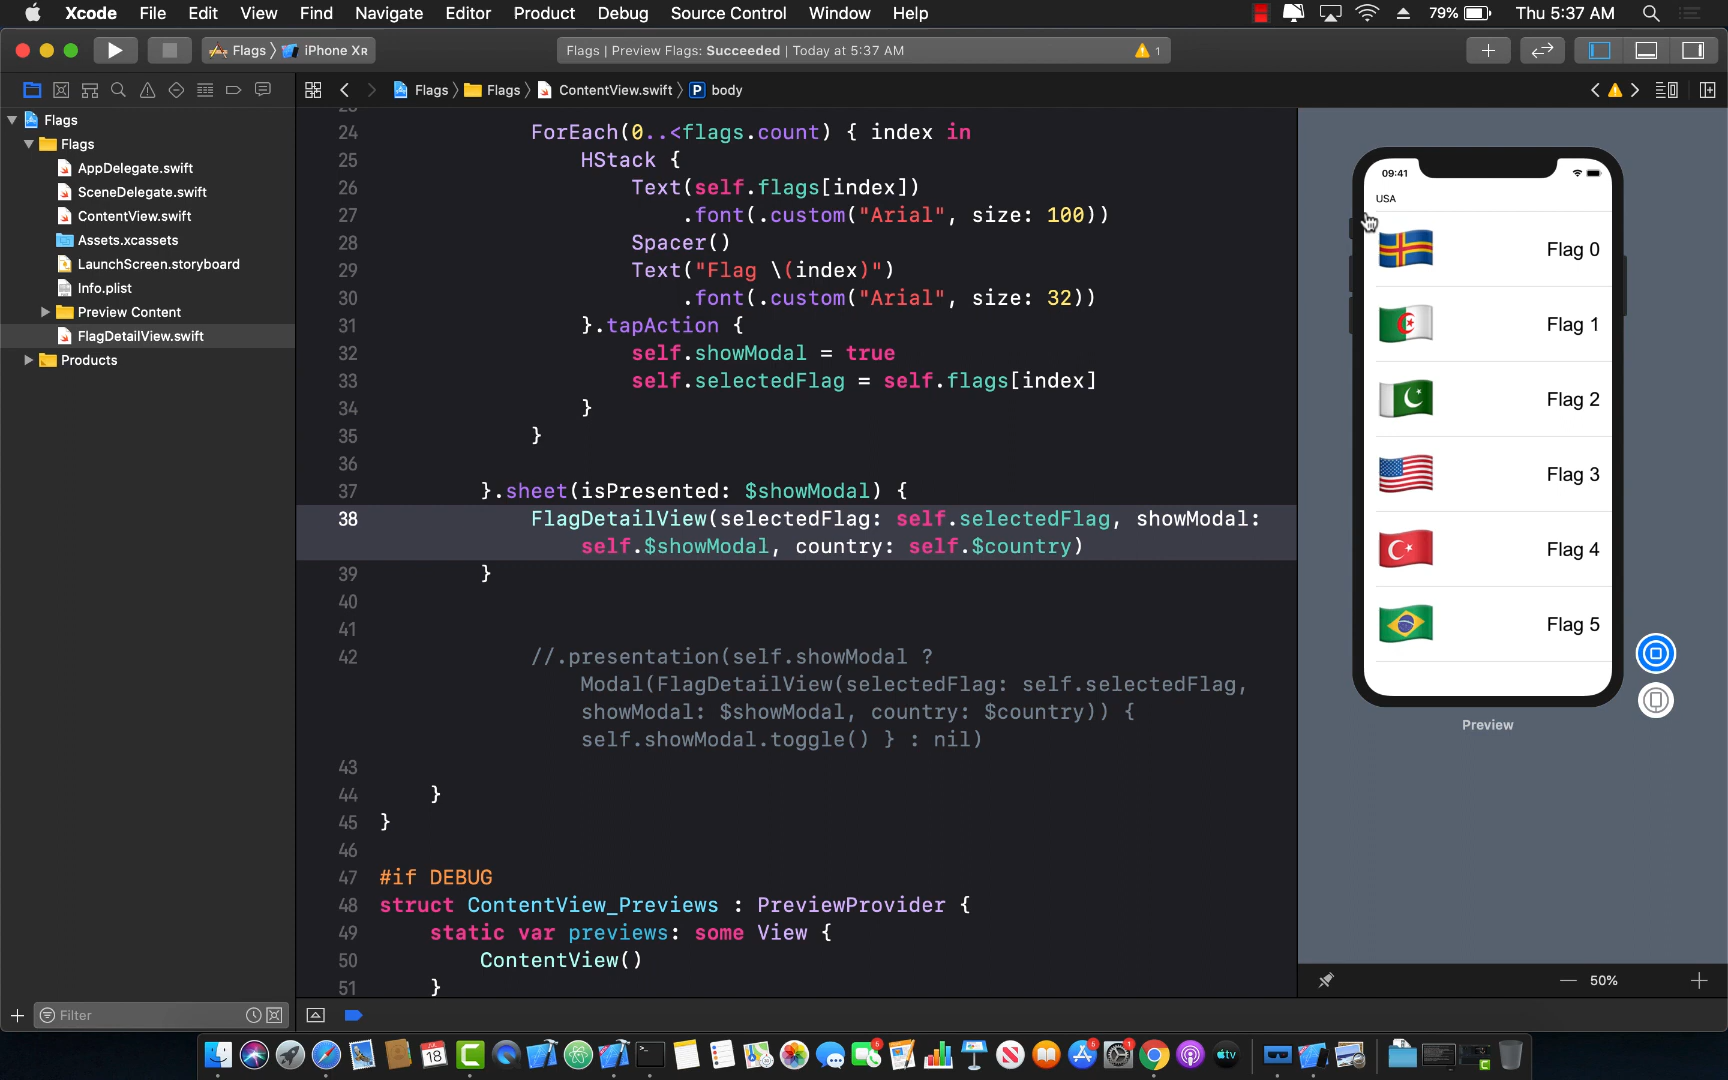 Xcode File Edit View Find Navigate Editor Product Debug Source Control Window Help 79% Thu 5:37 AM
Flags 〉 iPhone XR
Flags | Preview Flags: Succeeded | Today at 5:37 AM
1
Flags 〉 Flags 〉 ContentView.swift 〉 P body
Flags
Flags
AppDelegate.swift
SceneDelegate.swift
ContentView.swift
Assets.xcassets
LaunchScreen.storyboard
Info.plist
Preview Content
FlagDetailView.swift
Products
Filter
24 ForEach(0..<flags.count) { index in
25 HStack {
26 Text(self.flags[index])
27 .font(.custom("Arial", size: 100))
28 Spacer()
29 Text("Flag \(index)")
30 .font(.custom("Arial", size: 32))
31 }.tapAction {
32 self.showModal = true
33 self.selectedFlag = self.flags[index]
34 }
35 }
36
37 }.sheet(isPresented: $showModal) {
38 FlagDetailView(selectedFlag: self.selectedFlag, showModal:
self.$showModal, country: self.$country)
39 }
40
41
42 //.presentation(self.showModal ?
Modal(FlagDetailView(selectedFlag: self.selectedFlag,
showModal: $showModal, country: $country)) {
self.showModal.toggle() } : nil)
43
44 }
45 }
46
47 #if DEBUG
48 struct ContentView_Previews : PreviewProvider {
49 static var previews: some View {
50 ContentView()
51 }
09:41
USA
Flag 0
Flag 1
Flag 2
Flag 3
Flag 4
Flag 5
Preview
50%
18
tv